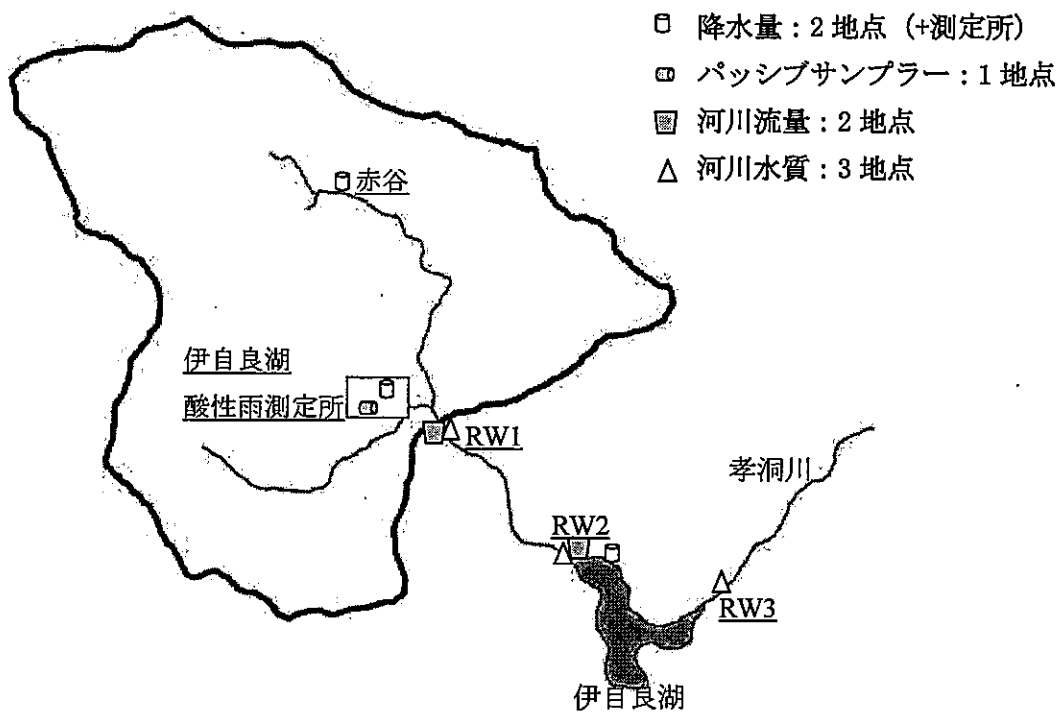 降水量：2 地点 (+測定所)
パッシブサンプラー：1 地点
河川流量：2 地点
河川水質：3 地点
赤谷
伊自良湖
酸性雨測定所
RW1
孝洞川
RW2
RW3
伊自良湖